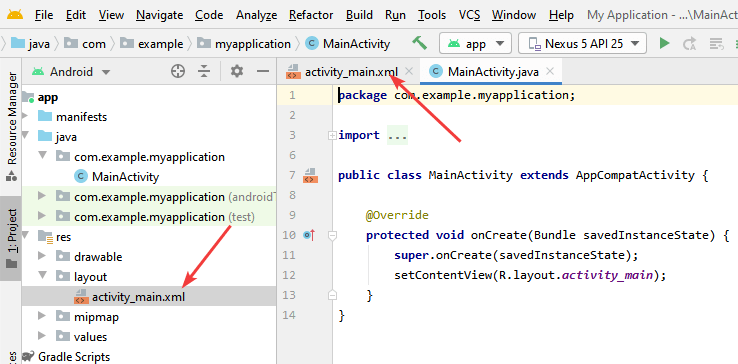 File Edit View Navigate Code Analyze Refactor Build Run Tools VCS Window Help My Application - ...\MainAc
java com example myapplication MainActivity app Nexus 5 API 25
Resource Manager
1: Project
Android
app
manifests
java
com.example.myapplication
MainActivity
com.example.myapplication (androidT
com.example.myapplication (test)
res
drawable
layout
activity_main.xml
mipmap
values
Gradle Scripts
activity_main.xml MainActivity.java
1 package com.example.myapplication;
2
3 import ...
6
7 public class MainActivity extends AppCompatActivity {
8
9 @Override
10 protected void onCreate(Bundle savedInstanceState) {
11 super.onCreate(savedInstanceState);
12 setContentView(R.layout.activity_main);
13 }
14 }